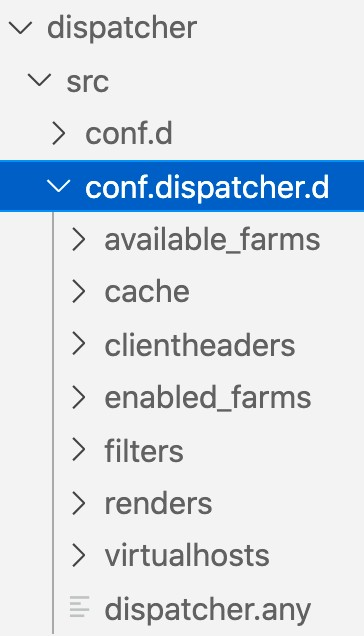 dispatcher
src
conf.d
conf.dispatcher.d
available_farms
cache
clientheaders
enabled_farms
filters
renders
virtualhosts
dispatcher.any